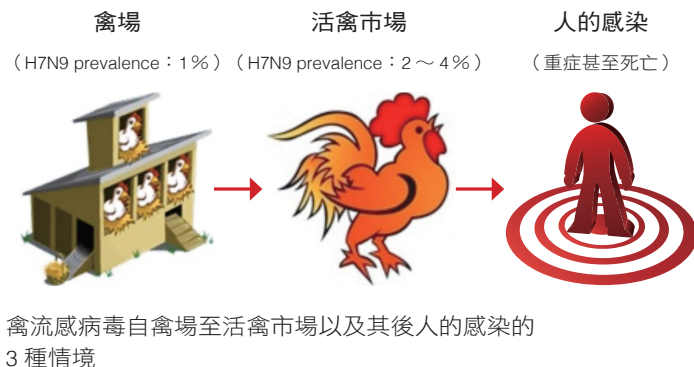 禽場
活禽市場
人的感染
（H7N9 prevalence：1％）
（H7N9 prevalence：2～4％）
（重症甚至死亡）
禽流感病毒自禽場至活禽市場以及其後人的感染的
3 種情境